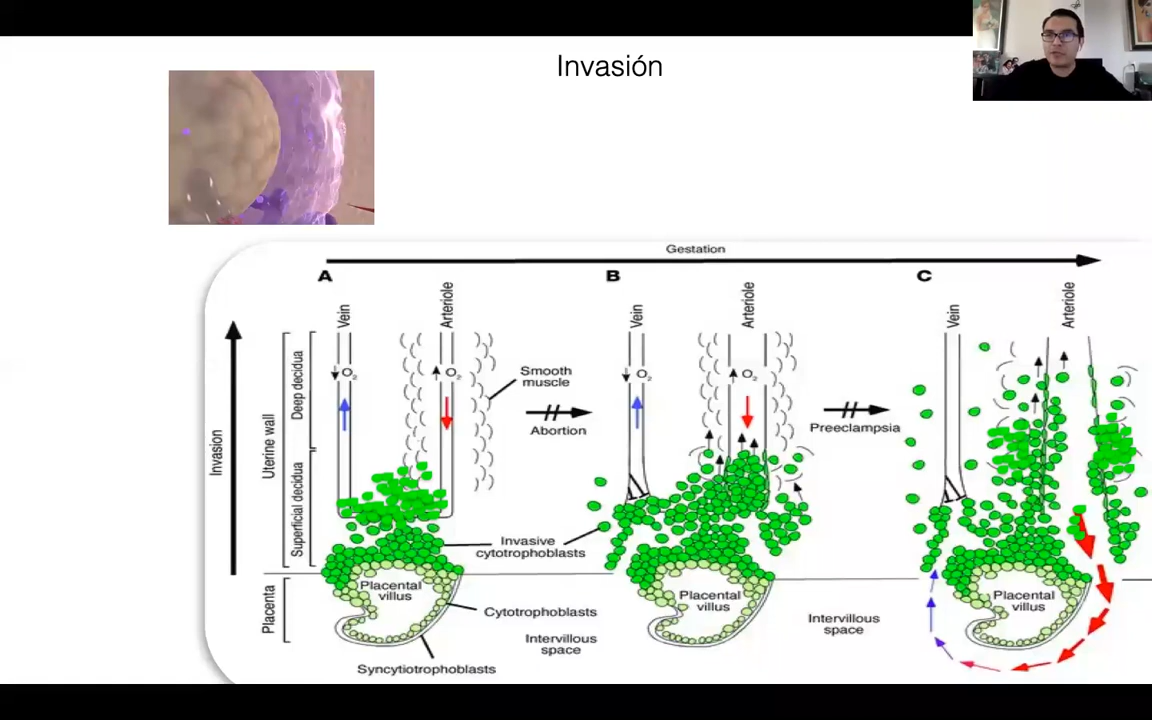 Invasión
Gestation
A
B
C
Vein
Arteriole
Vein
Arteriole
Vein
Arteriole
Invasion
Uterine wall
Deep decidua
Superficial decidua
Placenta
O2
O2
O2
O2
Smooth
muscle
Abortion
Preeclampsia
Invasive
cytotrophoblasts
Placental
villus
Placental
villus
Placental
villus
Cytotrophoblasts
Intervillous
space
Intervillous
space
Syncytiotrophoblasts